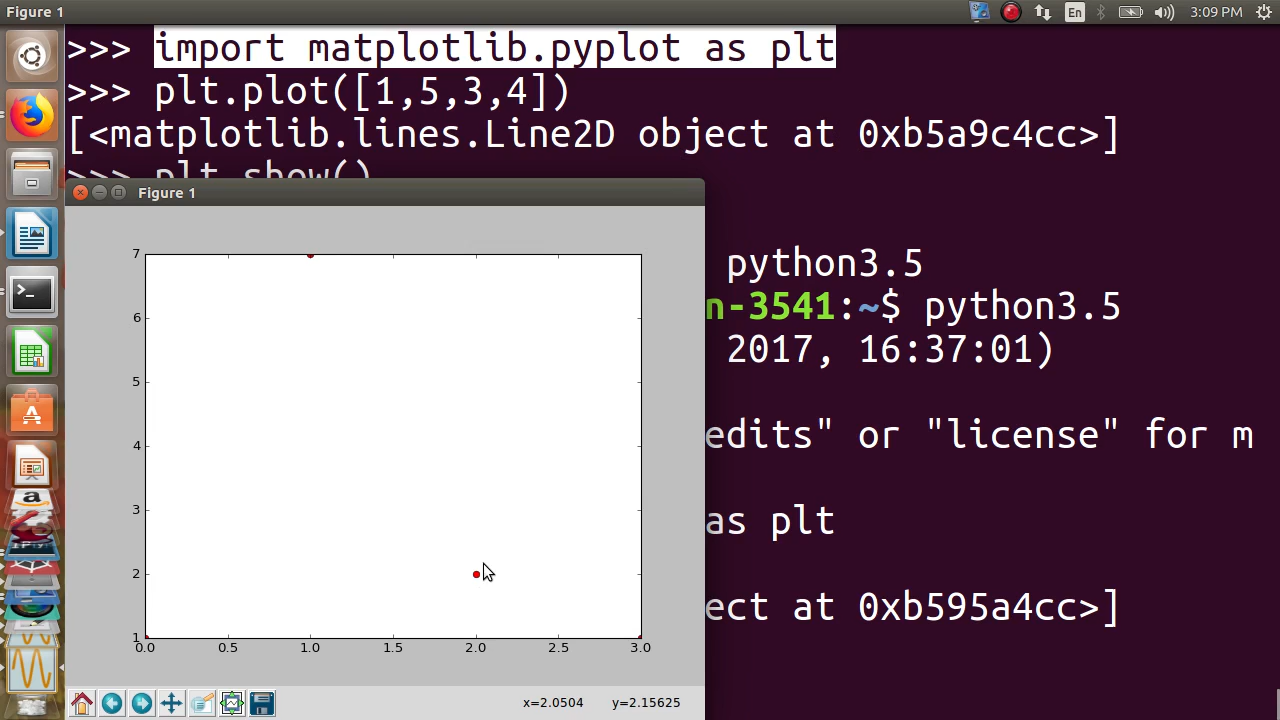 Figure 1
En
3:09 PM
>>> import matplotlib.pyplot as plt
>>> plt.plot([1,5,3,4])
[<matplotlib.lines.Line2D object at 0xb5a9c4cc>]
>>> plt.show()
Figure 1
python3.5
n-3541:~$ python3.5
2017, 16:37:01)
edits" or "license" for m
as plt
ect at 0xb595a4cc>]
7
6
5
4
3
2
1
0.0 0.5 1.0 1.5 2.0 2.5 3.0
x=2.0504 y=2.15625